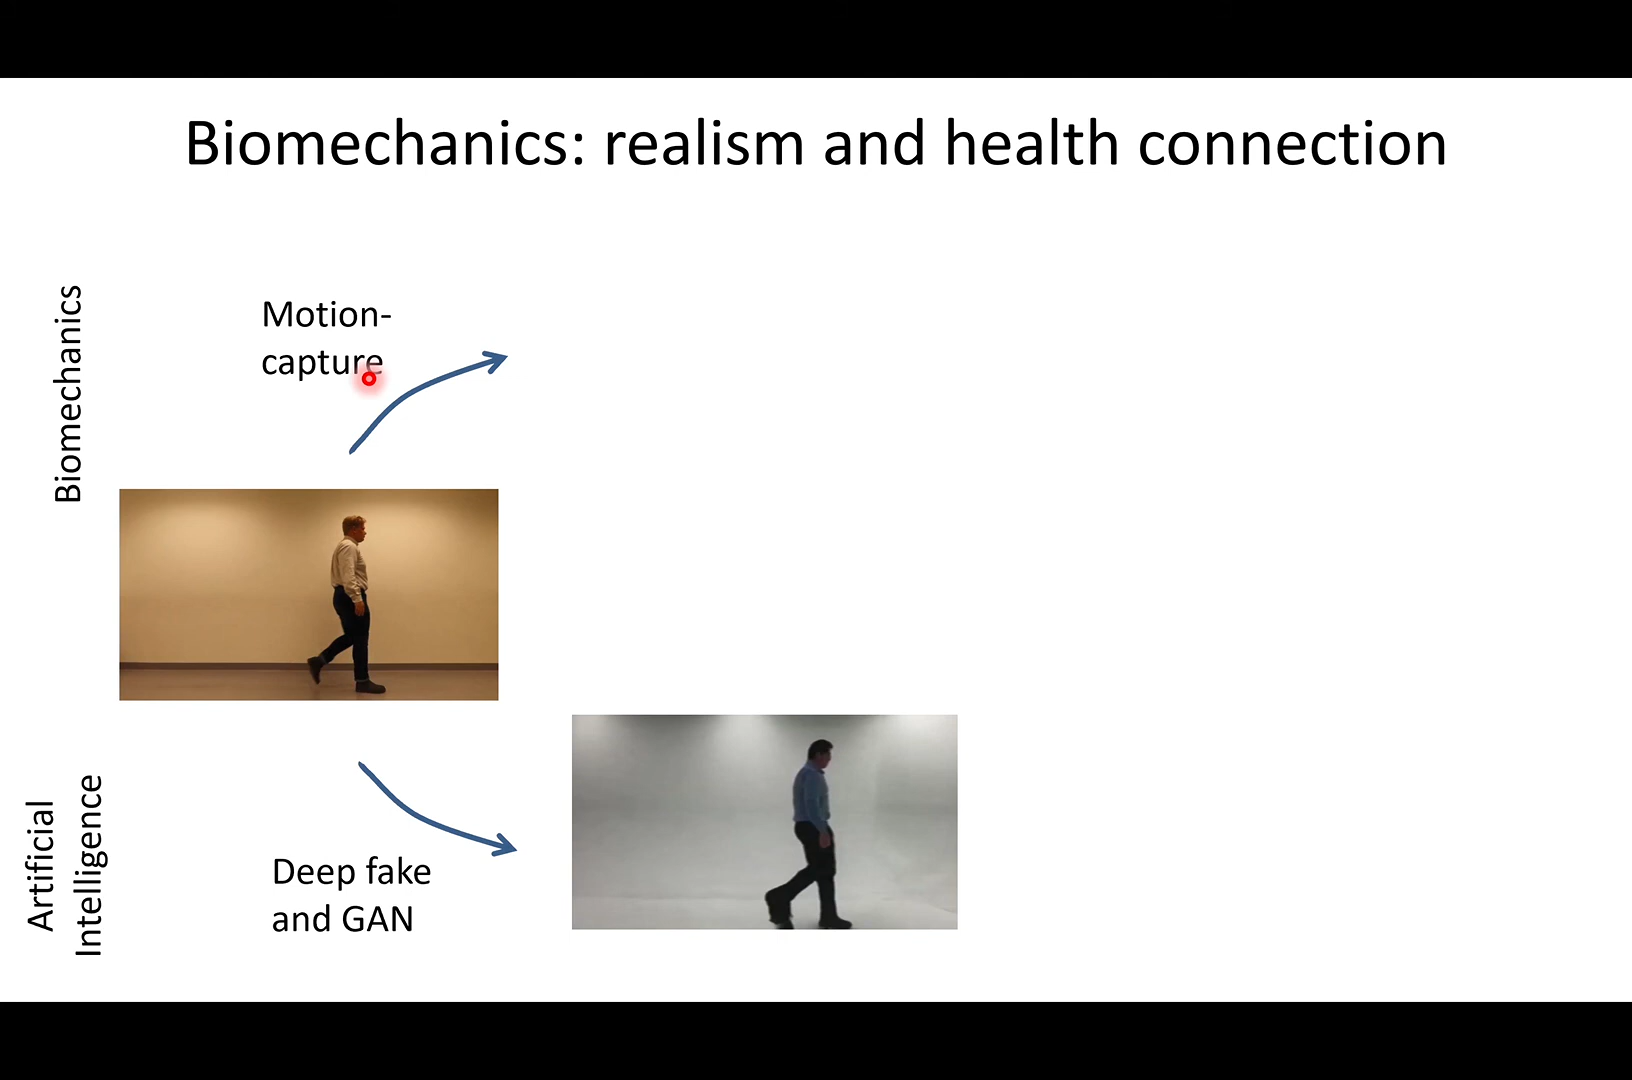 Biomechanics: realism and health connection
Biomechanics
Motion-
capture
Artificial
Intelligence
Deep fake
and GAN